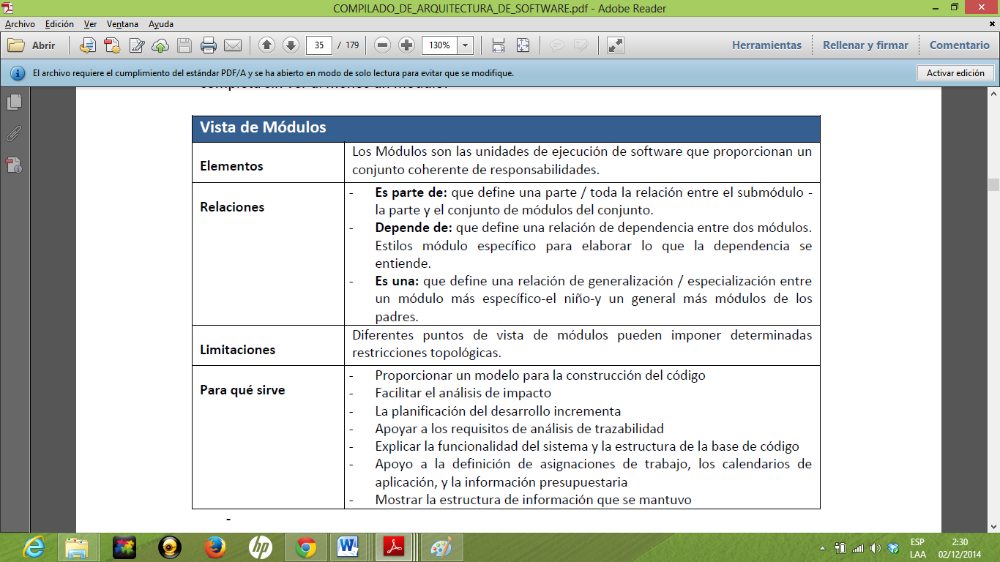 COMPILADO_DE_ARQUITECTURA_DE_SOFTWARE.pdf - Adobe Reader
Archivo Edición Ver Ventana Ayuda
Abrir 35 / 179 130% Herramientas Rellenar y firmar Comentario
El archivo requiere el cumplimiento del estándar PDF/A y se ha abierto en modo de solo lectura para evitar que se modifique. Activar edición
Vista de Módulos
Elementos
Los Módulos son las unidades de ejecución de software que proporcionan un
conjunto coherente de responsabilidades.
Relaciones
- Es parte de: que define una parte / toda la relación entre el submódulo -
la parte y el conjunto de módulos del conjunto.
- Depende de: que define una relación de dependencia entre dos módulos.
Estilos módulo específico para elaborar lo que la dependencia se
entiende.
- Es una: que define una relación de generalización / especialización entre
un módulo más específico-el niño-y un general más módulos de los
padres.
Limitaciones
Diferentes puntos de vista de módulos pueden imponer determinadas
restricciones topológicas.
Para qué sirve
- Proporcionar un modelo para la construcción del código
- Facilitar el análisis de impacto
- La planificación del desarrollo incrementa
- Apoyar a los requisitos de análisis de trazabilidad
- Explicar la funcionalidad del sistema y la estructura de la base de código
- Apoyo a la definición de asignaciones de trabajo, los calendarios de
aplicación, y la información presupuestaria
- Mostrar la estructura de información que se mantuvo
-
ESP 2:30
LAA 02/12/2014